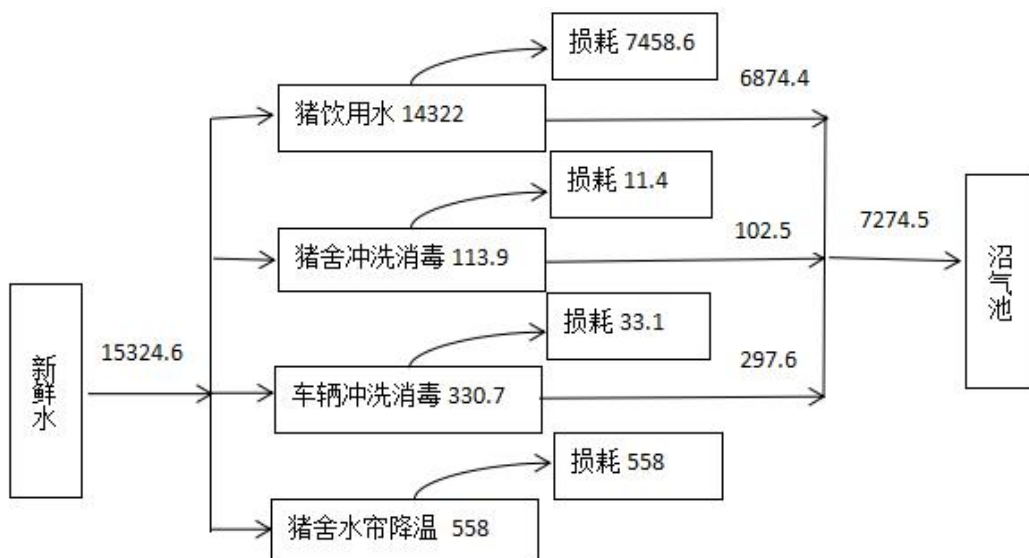 损耗 7458.6
6874.4
猪饮用水 14322
损耗 11.4
102.5
7274.5
猪舍冲洗消毒 113.9
沼气池
损耗 33.1
15324.6
297.6
新鲜水
车辆冲洗消毒 330.7
损耗 558
猪舍水帘降温 558